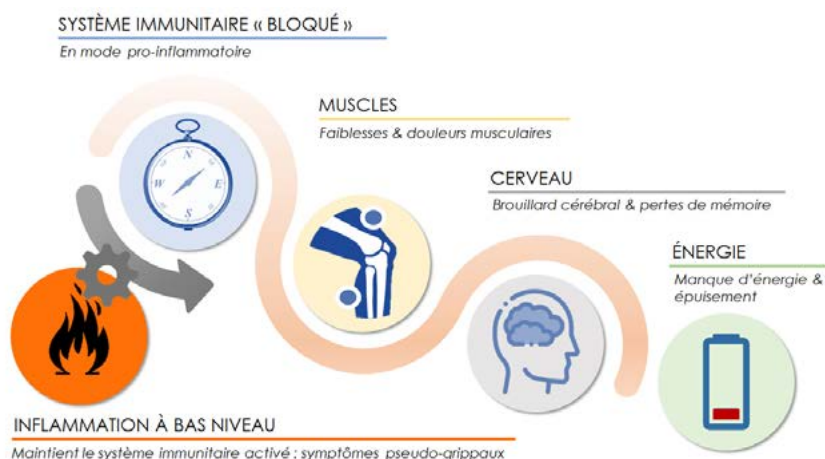 SYSTÈME IMMUNITAIRE « BLOQUÉ »
En mode pro-inflammatoire
MUSCLES
Faiblesses & douleurs musculaires
CERVEAU
Brouillard cérébral & pertes de mémoire
ÉNERGIE
Manque d'énergie &
épuisement
N
W
E
S
INFLAMMATION À BAS NIVEAU
Maintient le système immunitaire activé ; symptômes pseudo-grippaux